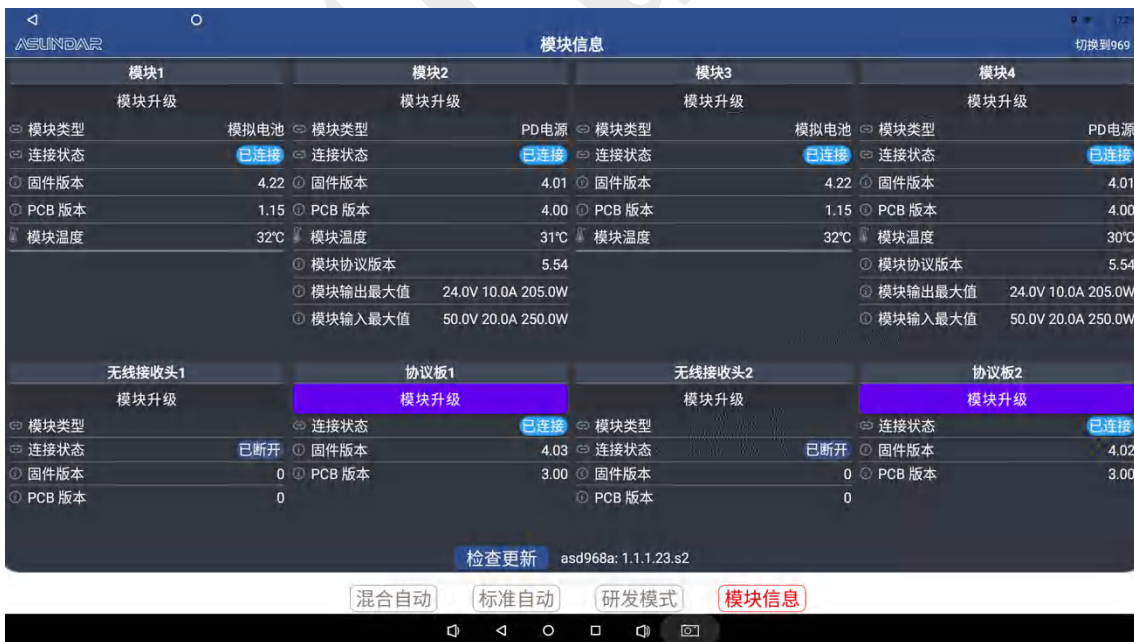 ASUNDAR
模块信息
切换到969
模块1 模块2 模块3 模块4
模块升级 模块升级 模块升级 模块升级
模块类型 模拟电池 模块类型 PD电源 模块类型 模拟电池 模块类型 PD电源
连接状态 已连接 连接状态 已连接 连接状态 已连接 连接状态 已连接
固件版本 4.22 固件版本 4.01 固件版本 4.22 固件版本 4.01
PCB 版本 1.15 PCB 版本 4.00 PCB 版本 1.15 PCB 版本 4.00
模块温度 32℃ 模块温度 31℃ 模块温度 32℃ 模块温度 30℃
模块协议版本 5.54 模块协议版本 5.54
模块输出最大值 24.0V 10.0A 205.0W 模块输出最大值 24.0V 10.0A 205.0W
模块输入最大值 50.0V 20.0A 250.0W 模块输入最大值 50.0V 20.0A 250.0W
无线接收头1 协议板1 无线接收头2 协议板2
模块升级 模块升级 模块升级 模块升级
模块类型 连接状态 已连接 模块类型 连接状态 已连接
连接状态 已断开 固件版本 4.03 连接状态 已断开 固件版本 4.02
固件版本 0 PCB 版本 3.00 固件版本 0 PCB 版本 3.00
PCB 版本 0 PCB 版本 0
检查更新 asd968a: 1.1.1.23.s2
混合自动 标准自动 研发模式 模块信息